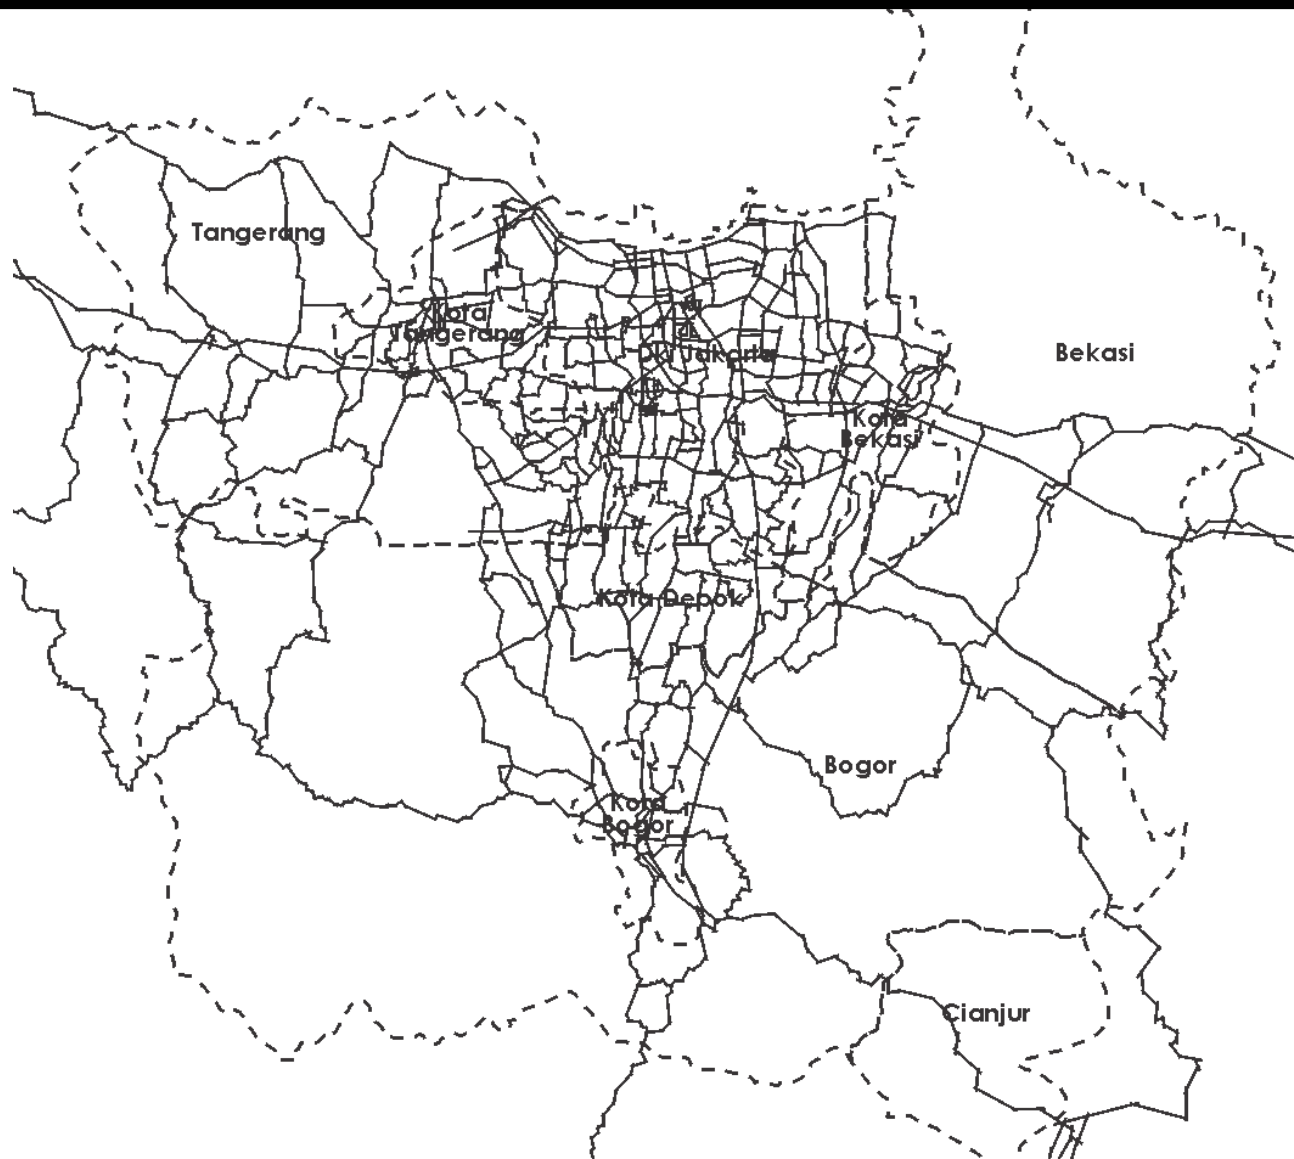 Tangerang
Kota
Tangerang
Dki Jakarta
Bekasi
Kota
Bekasi
Kota Depok
Bogor
Kota
Bogor
Cianjur